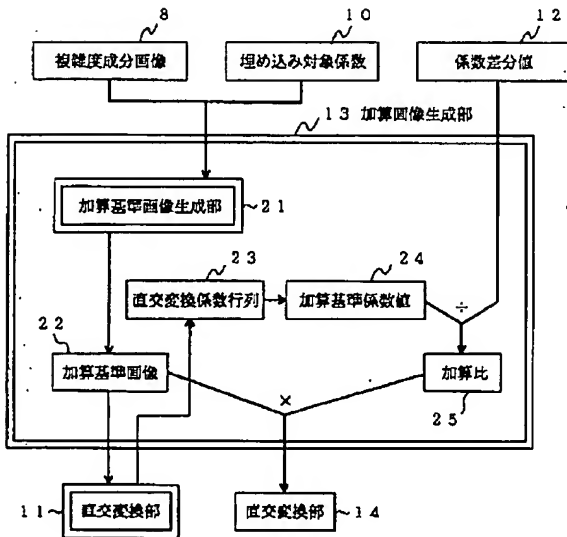 8
10
12
複雑度成分画像
埋め込み対象係数
係数差分値
13 加算画像生成部
加算基準画像生成部
21
23
24
直交変換係数行列
加算基準係数値
÷
22
加算基準画像
加算比
×
25
11
直交変換部
直交変換部
14